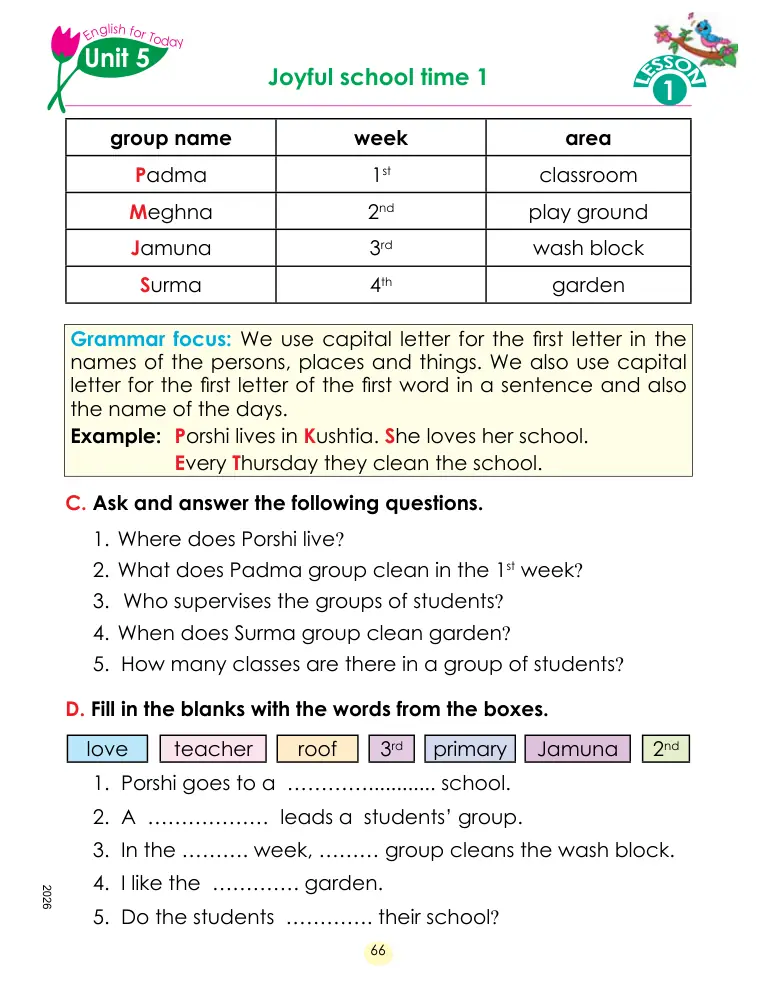 English for Today
Unit 5
Joyful school time 1
LESSON
1
group name week area
Padma 1st classroom
Meghna 2nd play ground
Jamuna 3rd wash block
Surma 4th garden
Grammar focus: We use capital letter for the first letter in the
names of the persons, places and things. We also use capital
letter for the first letter of the first word in a sentence and also
the name of the days.
Example: Porshi lives in Kushtia. She loves her school.
Every Thursday they clean the school.
C. Ask and answer the following questions.
1. Where does Porshi live?
2. What does Padma group clean in the 1st week?
3. Who supervises the groups of students?
4. When does Surma group clean garden?
5. How many classes are there in a group of students?
D. Fill in the blanks with the words from the boxes.
love teacher roof 3rd primary Jamuna 2nd
1. Porshi goes to a …………............ school.
2. A ……………… leads a students’ group.
3. In the ………. week, ……… group cleans the wash block.
4. I like the …………. garden.
5. Do the students …………. their school?
2026
66